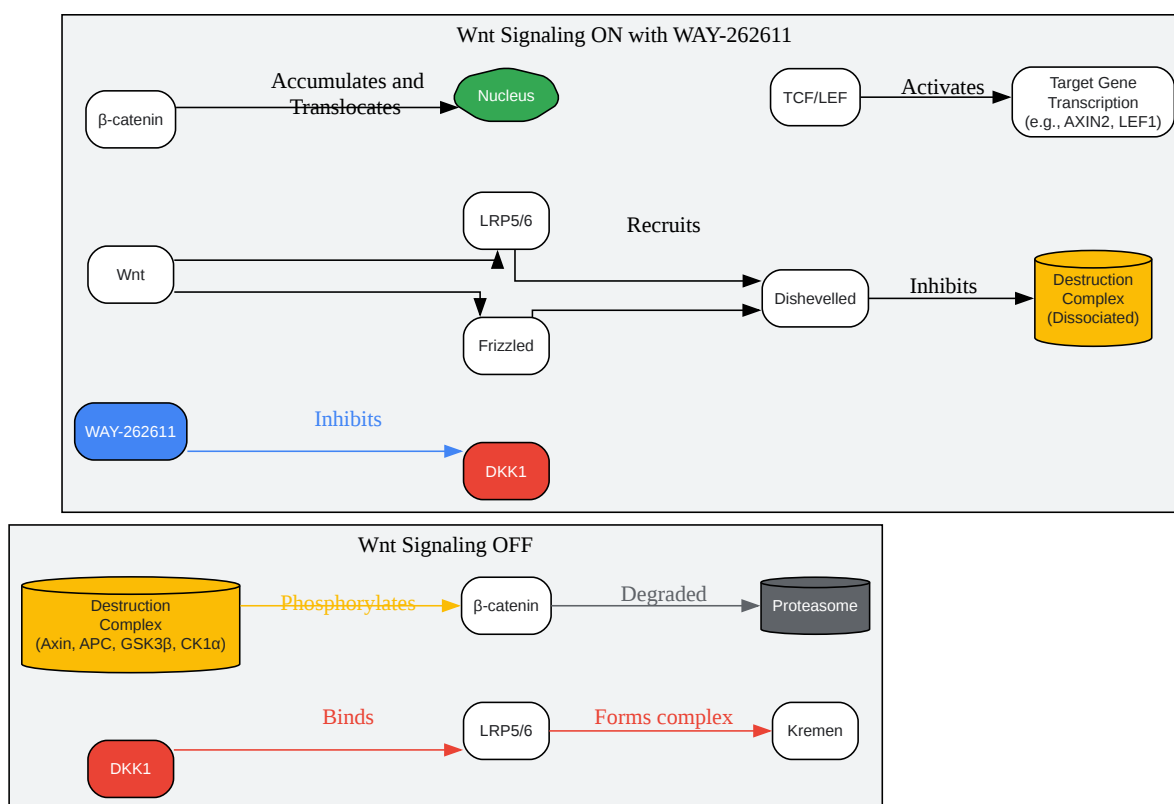 Wnt Signaling ON with WAY-262611
β-catenin
Accumulates and
Translocates
Nucleus
TCF/LEF
Activates
Target Gene
Transcription
(e.g., AXIN2, LEF1)
Wnt
LRP5/6
Frizzled
Recruits
Dishevelled
Inhibits
Destruction
Complex
(Dissociated)
WAY-262611
Inhibits
DKK1
Wnt Signaling OFF
Destruction
Complex
(Axin, APC, GSK3β, CK1α)
Phosphorylates
β-catenin
Degraded
Proteasome
DKK1
Binds
LRP5/6
Forms complex
Kremen